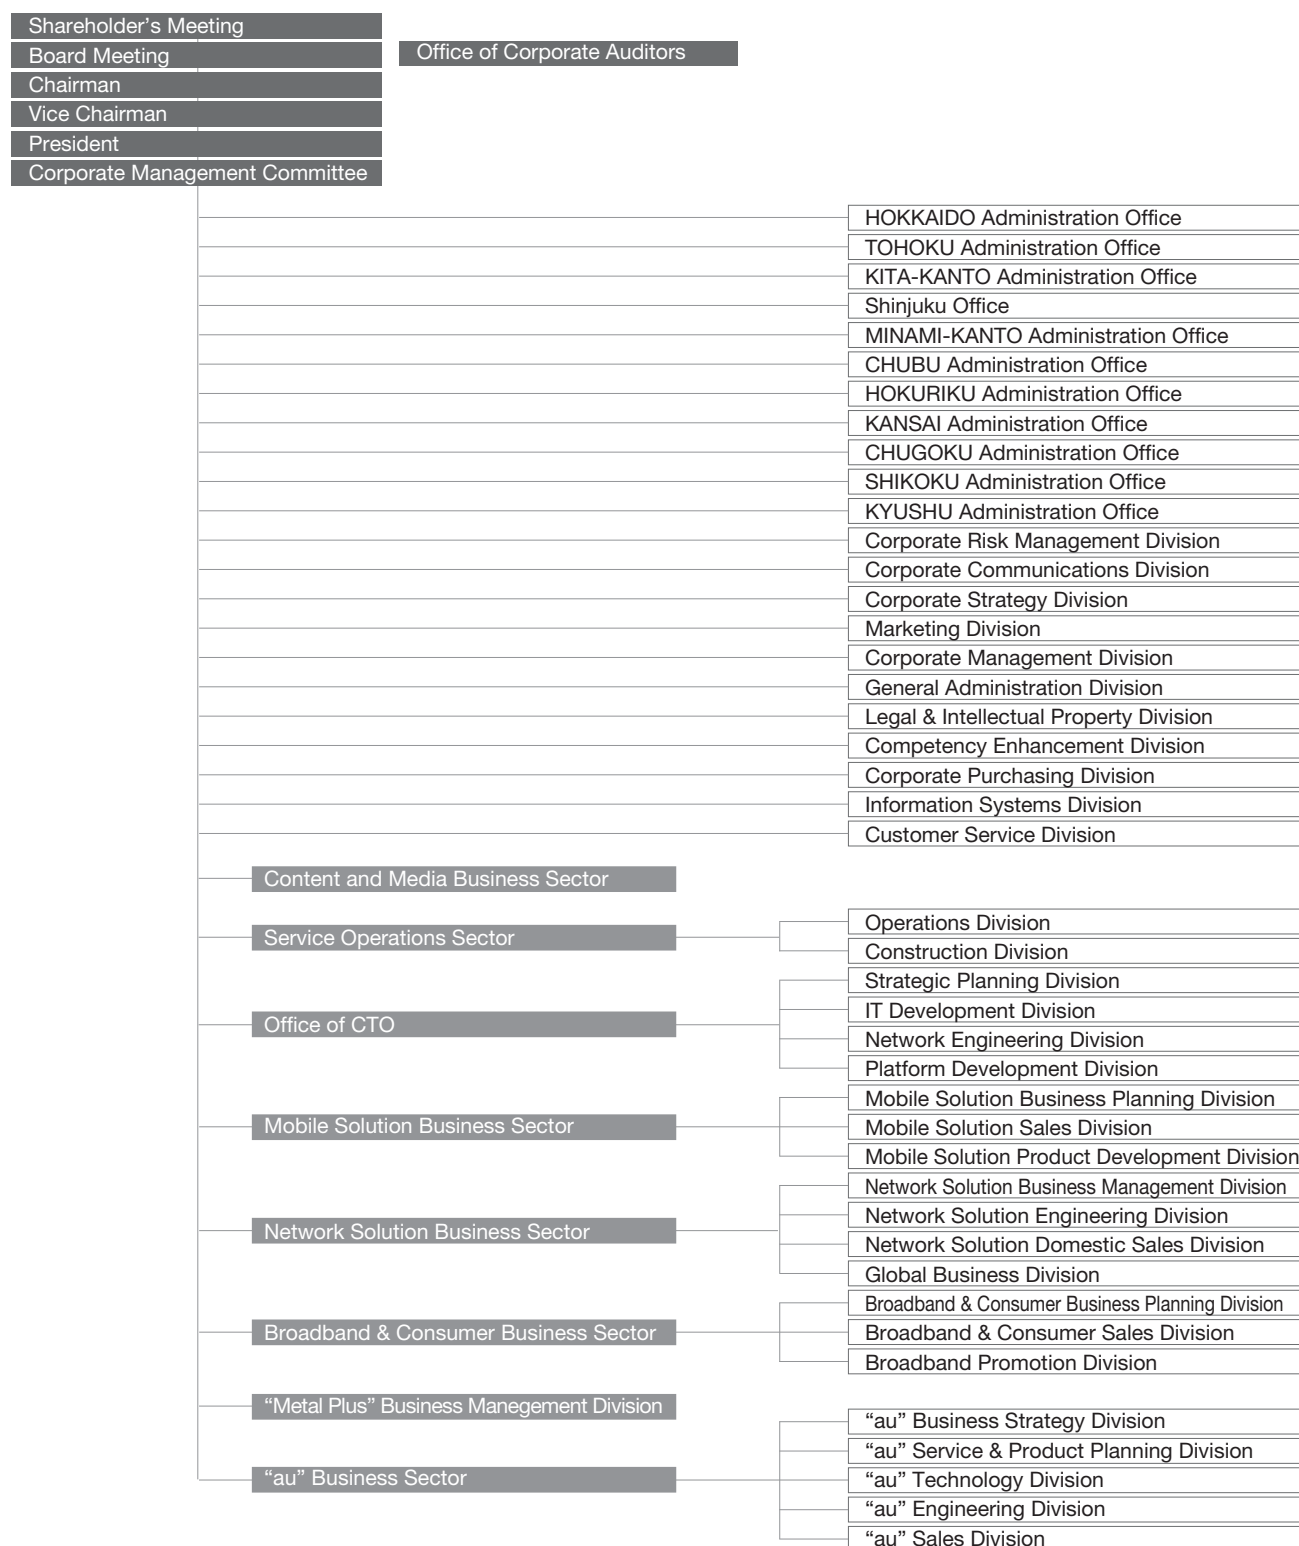 Shareholder’s Meeting
Board Meeting
Office of Corporate Auditors
Chairman
Vice Chairman
President
Corporate Management Committee
HOKKAIDO Administration Office
TOHOKU Administration Office
KITA-KANTO Administration Office
Shinjuku Office
MINAMI-KANTO Administration Office
CHUBU Administration Office
HOKURIKU Administration Office
KANSAI Administration Office
CHUGOKU Administration Office
SHIKOKU Administration Office
KYUSHU Administration Office
Corporate Risk Management Division
Corporate Communications Division
Corporate Strategy Division
Marketing Division
Corporate Management Division
General Administration Division
Legal & Intellectual Property Division
Competency Enhancement Division
Corporate Purchasing Division
Information Systems Division
Customer Service Division
Content and Media Business Sector
Service Operations Sector
Operations Division
Construction Division
Office of CTO
Strategic Planning Division
IT Development Division
Network Engineering Division
Platform Development Division
Mobile Solution Business Sector
Mobile Solution Business Planning Division
Mobile Solution Sales Division
Mobile Solution Product Development Division
Network Solution Business Sector
Network Solution Business Management Division
Network Solution Engineering Division
Network Solution Domestic Sales Division
Global Business Division
Broadband & Consumer Business Sector
Broadband & Consumer Business Planning Division
Broadband & Consumer Sales Division
Broadband Promotion Division
“Metal Plus” Business Manegement Division
“au” Business Sector
“au” Business Strategy Division
“au” Service & Product Planning Division
“au” Technology Division
“au” Engineering Division
“au” Sales Division